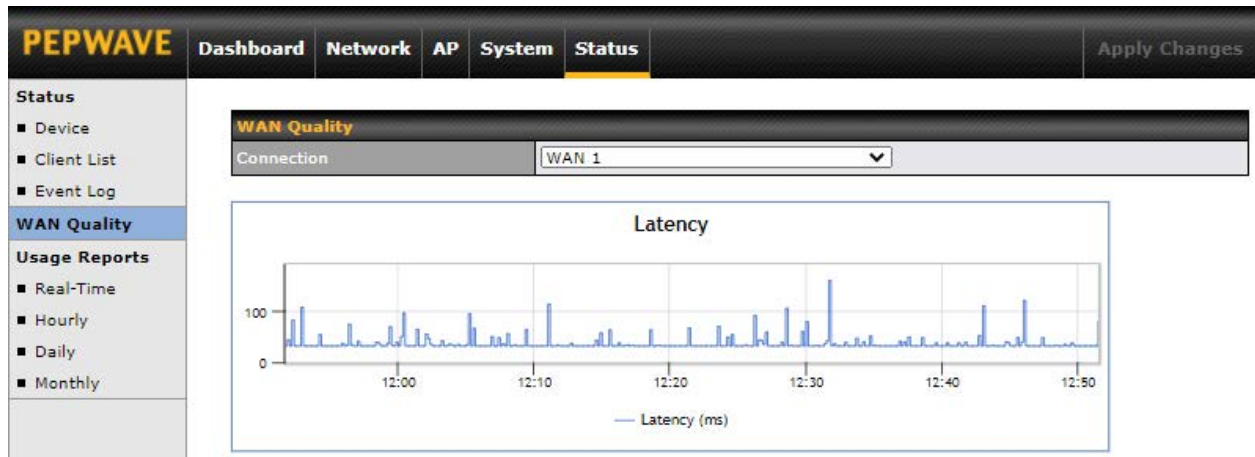 PEPWAVE
Dashboard Network AP System Status Apply Changes
Status
Device
Client List
Event Log
WAN Quality
Usage Reports
Real-Time
Hourly
Daily
Monthly
WAN Quality
Connection WAN 1
Latency
100
0
12:00 12:10 12:20 12:30 12:40 12:50
Latency (ms)